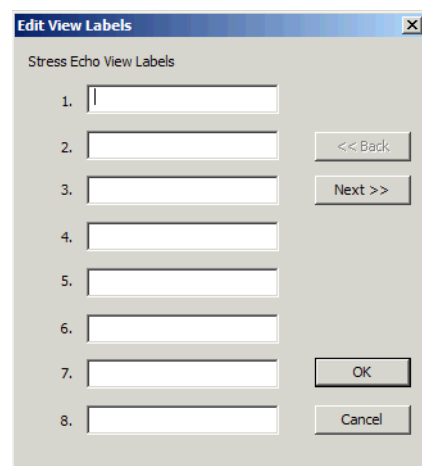 Edit View Labels
Stress Echo View Labels
1.
2.
<< Back
3.
Next >>
4.
5.
6.
7.
OK
8.
Cancel